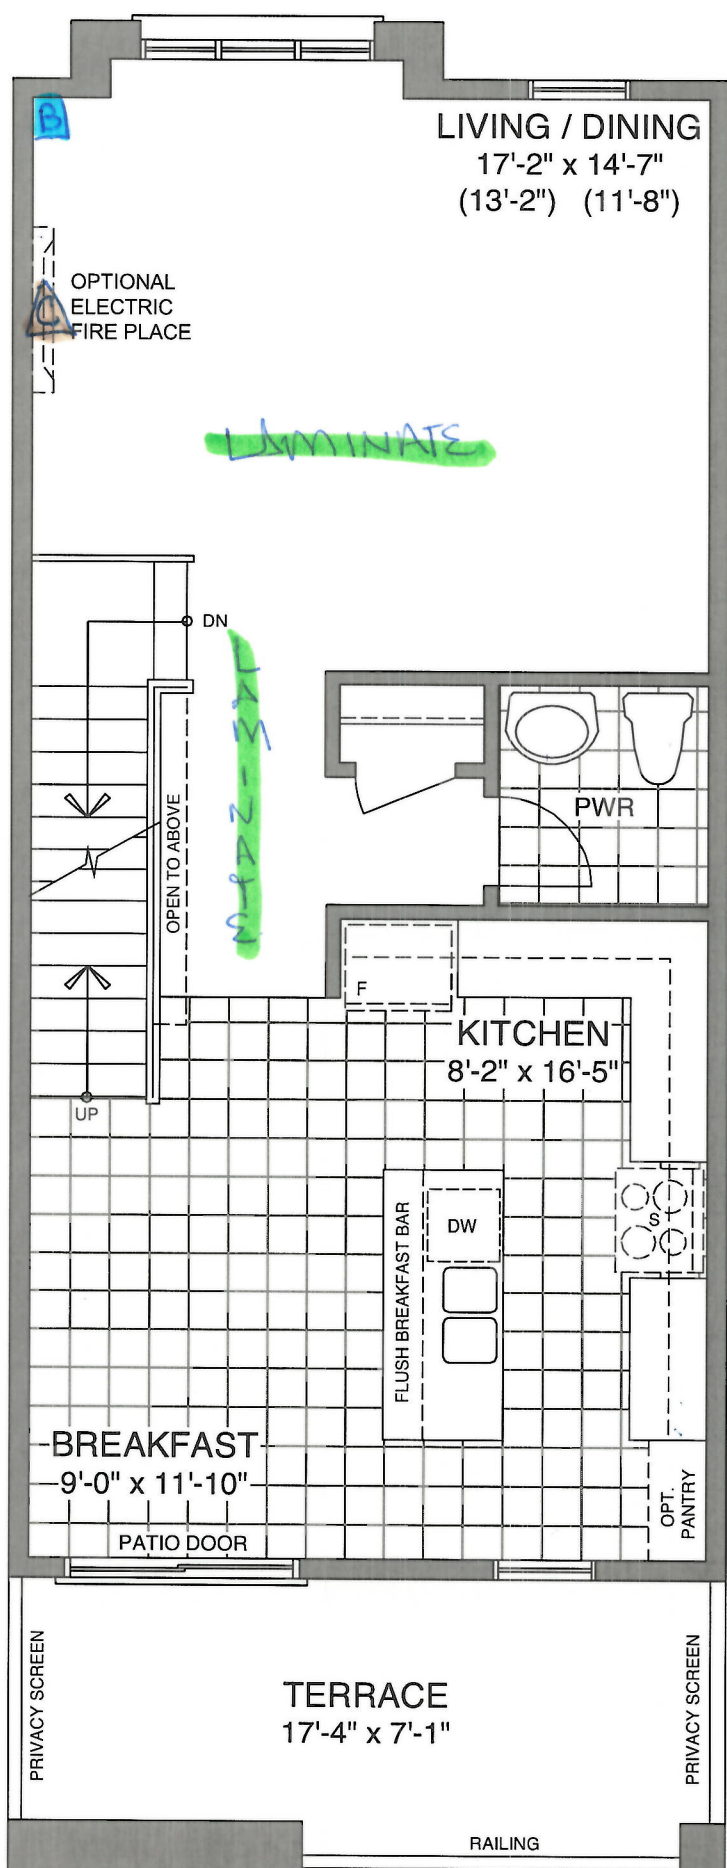 B
LIVING / DINING
17'-2" x 14'-7"
(13'-2") (11'-8")
OPTIONAL
ELECTRIC
FIRE PLACE
C
LAMINATE
DN
LAMINATE
OPEN TO ABOVE
PWR
F
KITCHEN
8'-2" x 16'-5"
UP
FLUSH BREAKFAST BAR
DW
S
BREAKFAST
9'-0" x 11'-10"
OPT.
PANTRY
PATIO DOOR
PRIVACY SCREEN
TERRACE
17'-4" x 7'-1"
PRIVACY SCREEN
RAILING